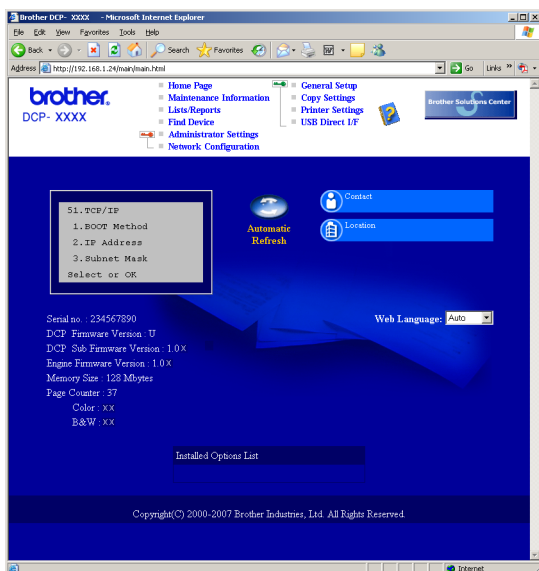 Brother DCP- XXXX - Microsoft Internet Explorer
File Edit View Favorites Tools Help
Back Search Favorites
Address http://192.168.1.24/main/main.html Go Links »
brother.
DCP- XXXX
Home Page
Maintenance Information
Lists/Reports
Find Device
Administrator Settings
Network Configuration
General Setup
Copy Settings
Printer Settings
USB Direct I/F
Brother Solutions Center
51.TCP/IP
1.BOOT Method
2.IP Address
3.Subnet Mask
Select or OK
Automatic
Refresh
Contact
Location
Serial no. : 234567890
DCP Firmware Version : U
DCP Sub Firmware Version : 1.0X
Engine Firmware Version : 1.0X
Memory Size : 128 Mbytes
Page Counter : 37
Color : XX
B&W : XX
Web Language: Auto
Installed Options List
Copyright(C) 2000-2007 Brother Industries, Ltd. All Rights Reserved.
Internet